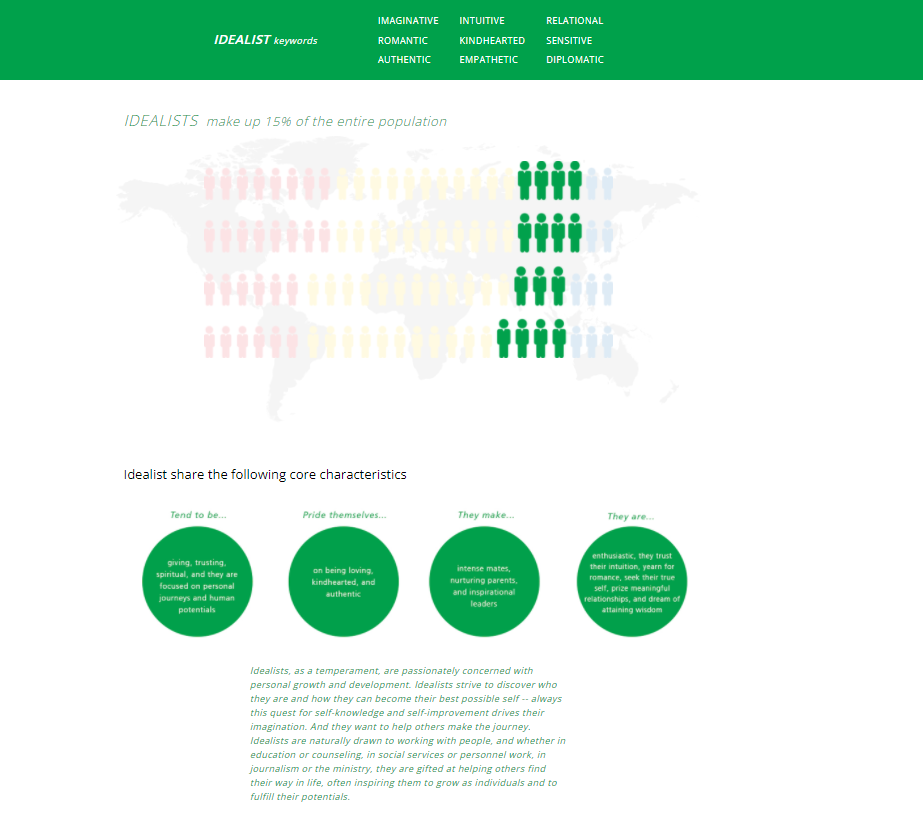 IDEALIST keywords
IMAGINATIVE INTUITIVE RELATIONAL
ROMANTIC KINDHEARTED SENSITIVE
AUTHENTIC EMPATHETIC DIPLOMATIC
IDEALISTS make up 15% of the entire population
Idealist share the following core characteristics
Tend to be...
giving, trusting,
spiritual, and they are
focused on personal
journeys and human
potentials
Pride themselves...
on being loving,
kindhearted, and
authentic
They make...
intense mates,
nurturing parents,
and inspirational
leaders
They are...
enthusiastic, they trust
their intuition, yearn for
romance, seek their true
self, prize meaningful
relationships, and dream of
attaining wisdom
Idealists, as a temperament, are passionately concerned with
personal growth and development. Idealists strive to discover who
they are and how they can become their best possible self -- always
this quest for self-knowledge and self-improvement drives their
imagination. And they want to help others make the journey.
Idealists are naturally drawn to working with people, and whether in
education or counseling, in social services or personnel work, in
journalism or the ministry, they are gifted at helping others find
their way in life, often inspiring them to grow as individuals and to
fulfill their potentials.